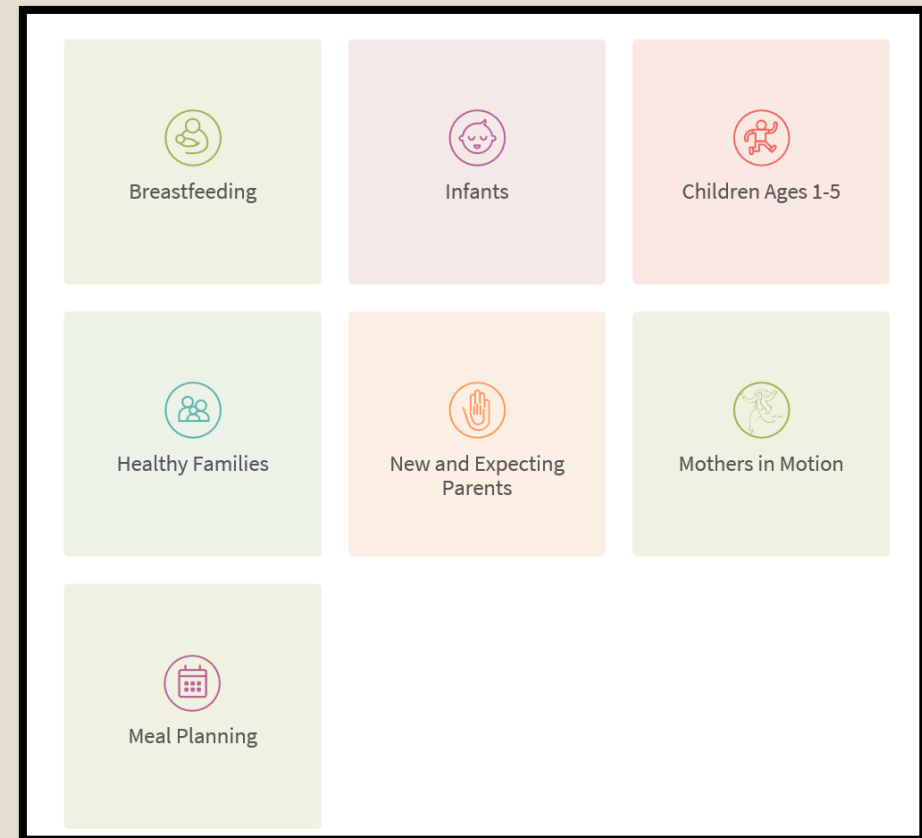 Breastfeeding
Infants
Children Ages 1-5
Healthy Families
New and Expecting
Parents
Mothers in Motion
Meal Planning